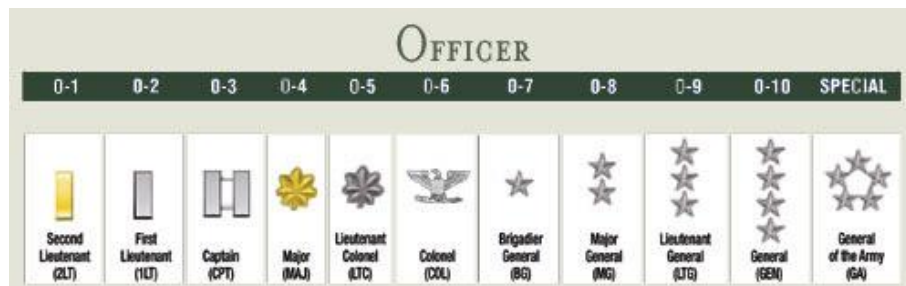 OFFICER
O-1 O-2 O-3 O-4 O-5 O-6 O-7 O-8 O-9 O-10 SPECIAL
Second
Lieutenant
(2LT)
First
Lieutenant
(1LT)
Captain
(CPT)
Major
(MAJ)
Lieutenant
Colonel
(LTC)
Colonel
(COL)
Brigadier
General
(BG)
Major
General
(MG)
Lieutenant
General
(LTG)
General
(GEN)
General
of the Army
(GA)